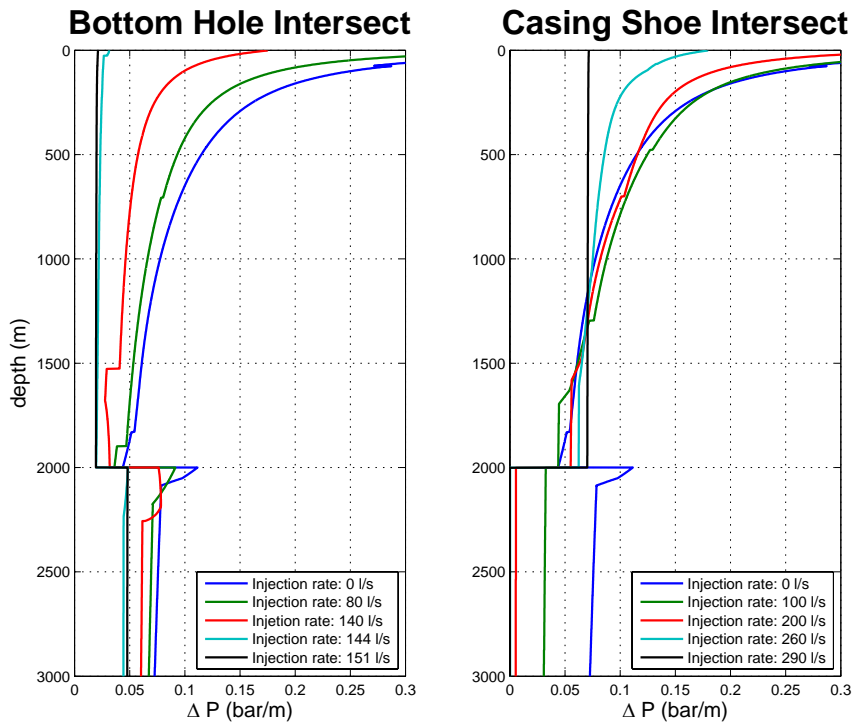 Bottom Hole Intersect
Casing Shoe Intersect
0
500
1000
1500
2000
2500
3000
depth (m)
0
0.05
0.1
0.15
0.2
0.25
0.3
Δ P (bar/m)
Injection rate: 0 l/s
Injection rate: 80 l/s
Injetion rate: 140 l/s
Injection rate: 144 l/s
Injection rate: 151 l/s
0
500
1000
1500
2000
2500
3000
0
0.05
0.1
0.15
0.2
0.25
0.3
Δ P (bar/m)
Injection rate: 0 l/s
Injection rate: 100 l/s
Injection rate: 200 l/s
Injection rate: 260 l/s
Injection rate: 290 l/s